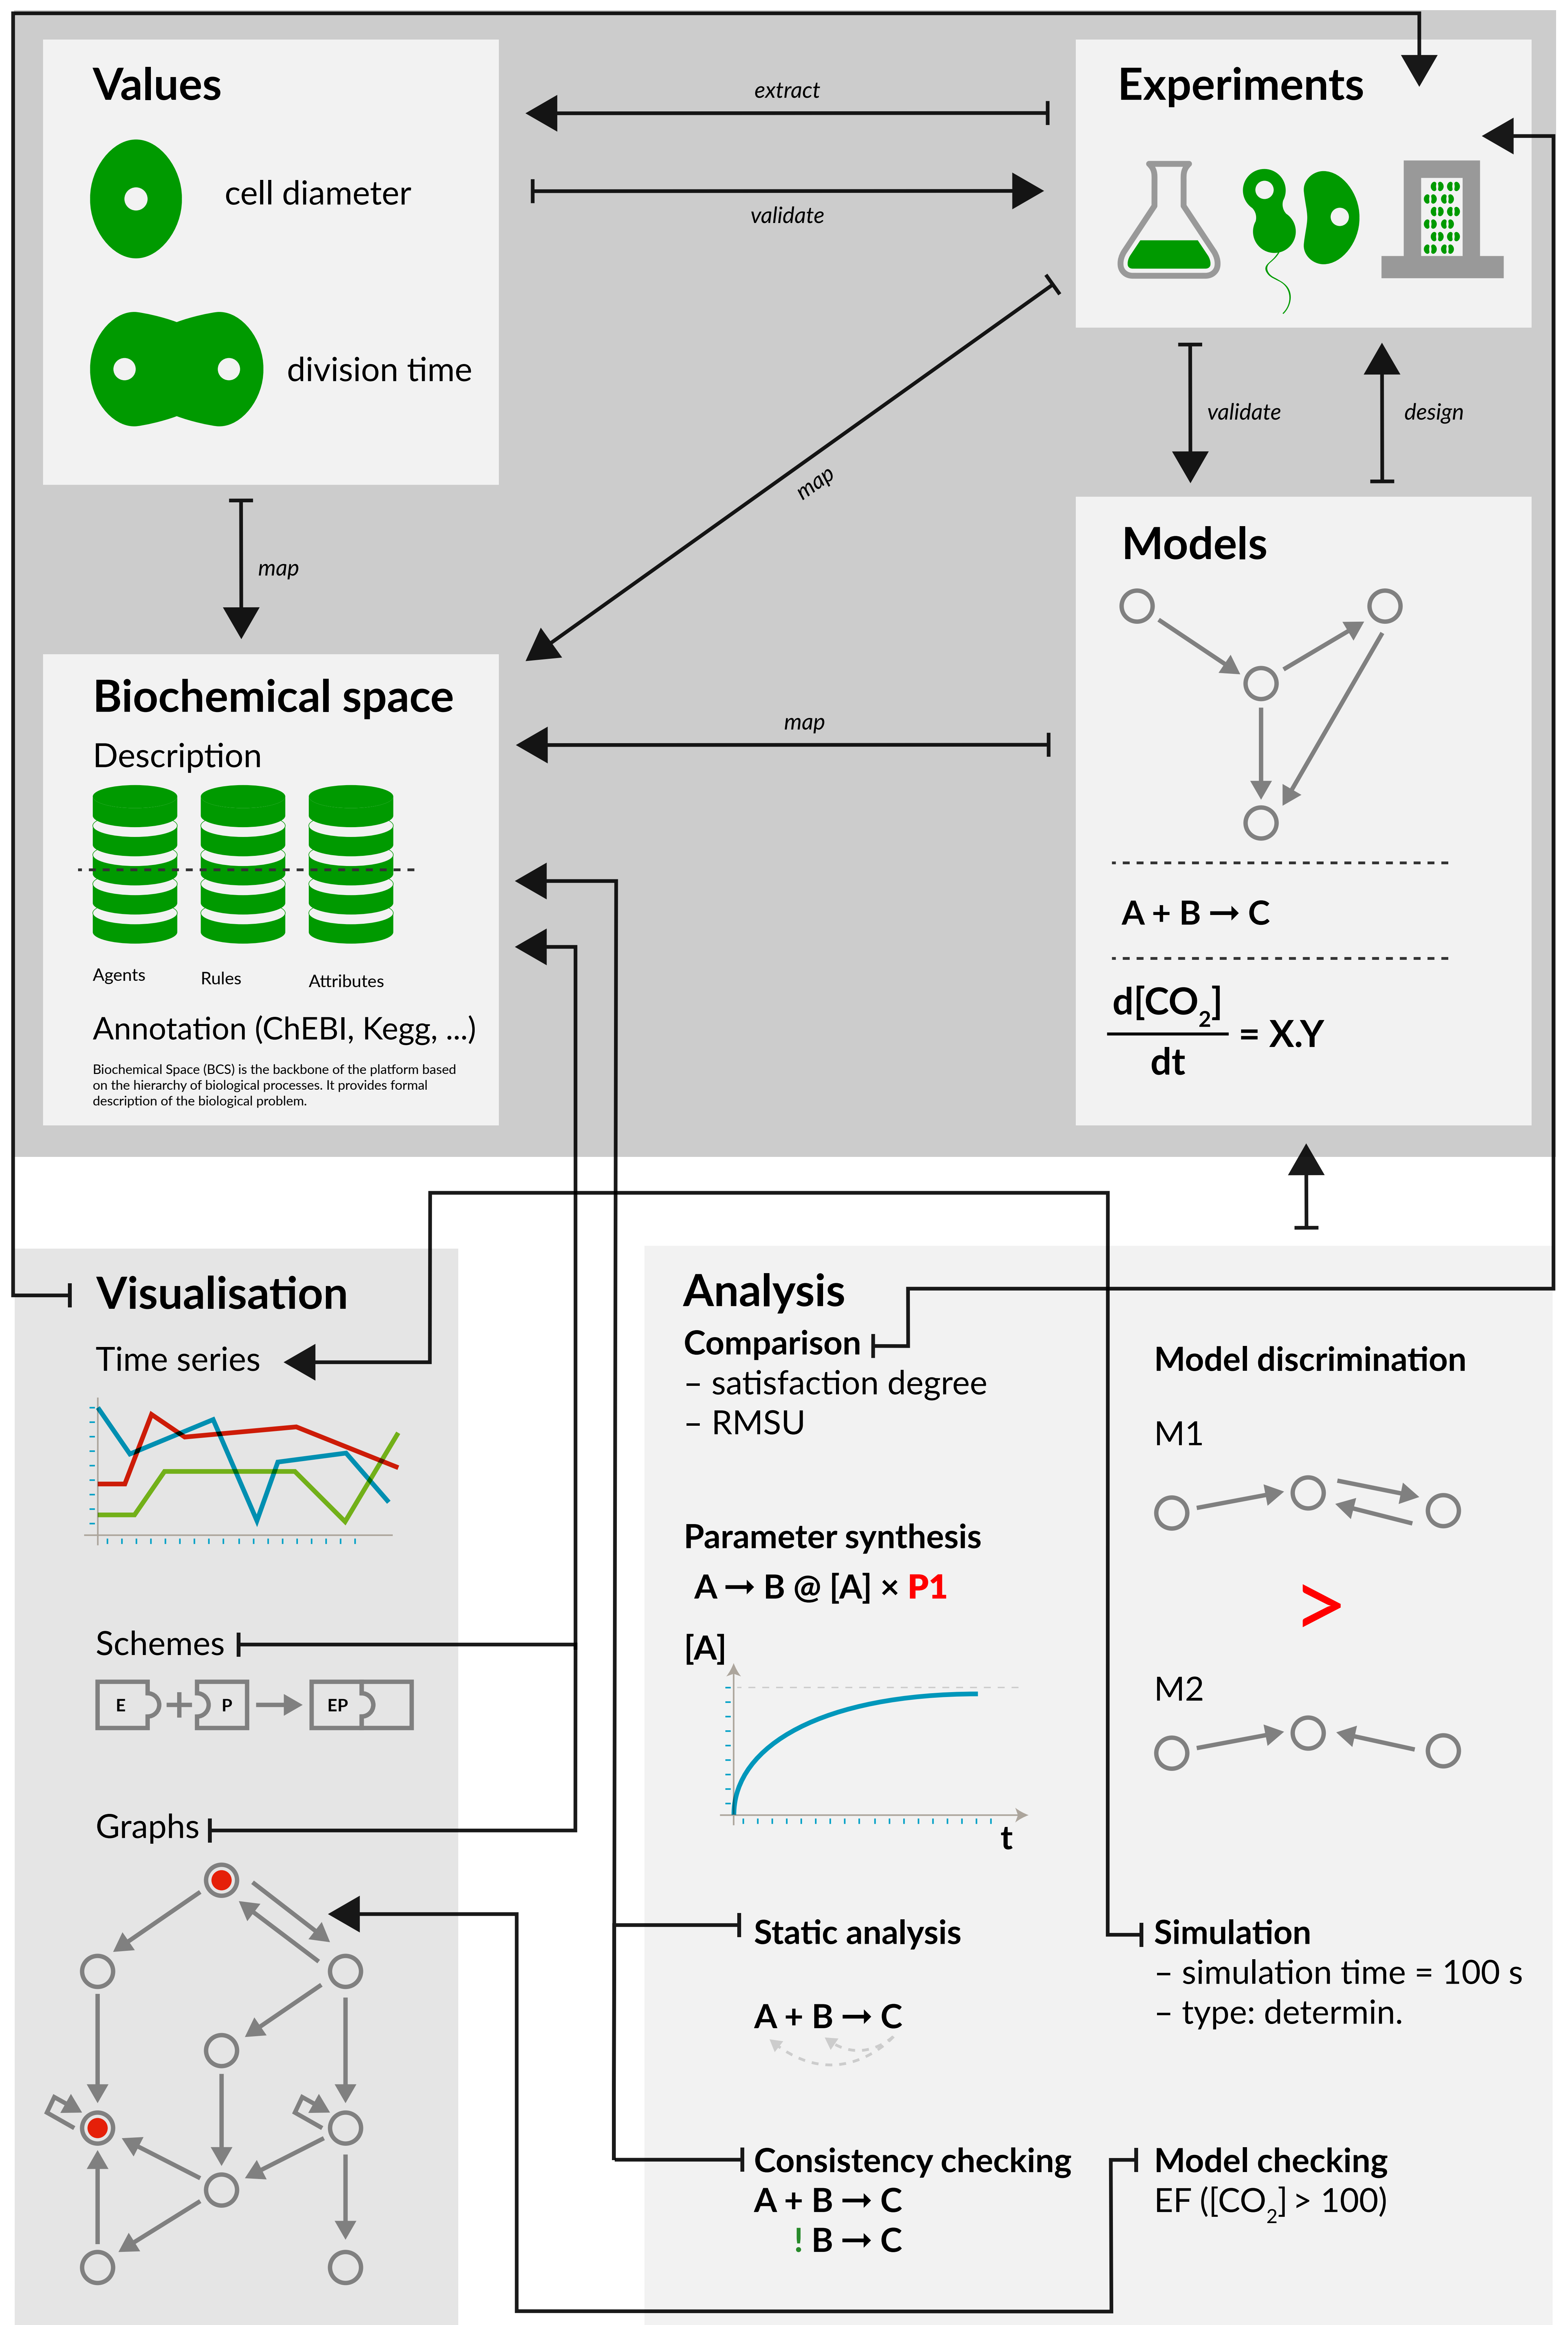 Values
cell diameter
division time
extract
validate
Experiments
map
map
validate
design
Biochemical space
Description
Agents
Rules
Attributes
Annotation (ChEBI, Kegg, ...)
Biochemical Space (BCS) is the backbone of the platform based
on the hierarchy of biological processes. It provides formal
description of the biological problem.
map
Models
A + B → C
d[CO₂]
dt
= X.Y
Visualisation
Time series
Schemes
E
+
P
EP
Graphs
Analysis
Comparison
– satisfaction degree
– RMSU
Parameter synthesis
A → B @ [A] × P1
[A]
t
Static analysis
A + B → C
Consistency checking
A + B → C
! B → C
Model discrimination
M1
>
M2
Simulation
– simulation time = 100 s
– type: determin.
Model checking
EF ([CO₂] > 100)